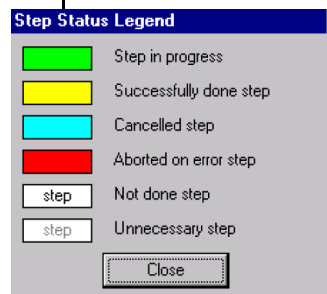 Step Status Legend
Step in progress
Successfully done step
Cancelled step
Aborted on error step
step Not done step
step Unnecessary step
Close